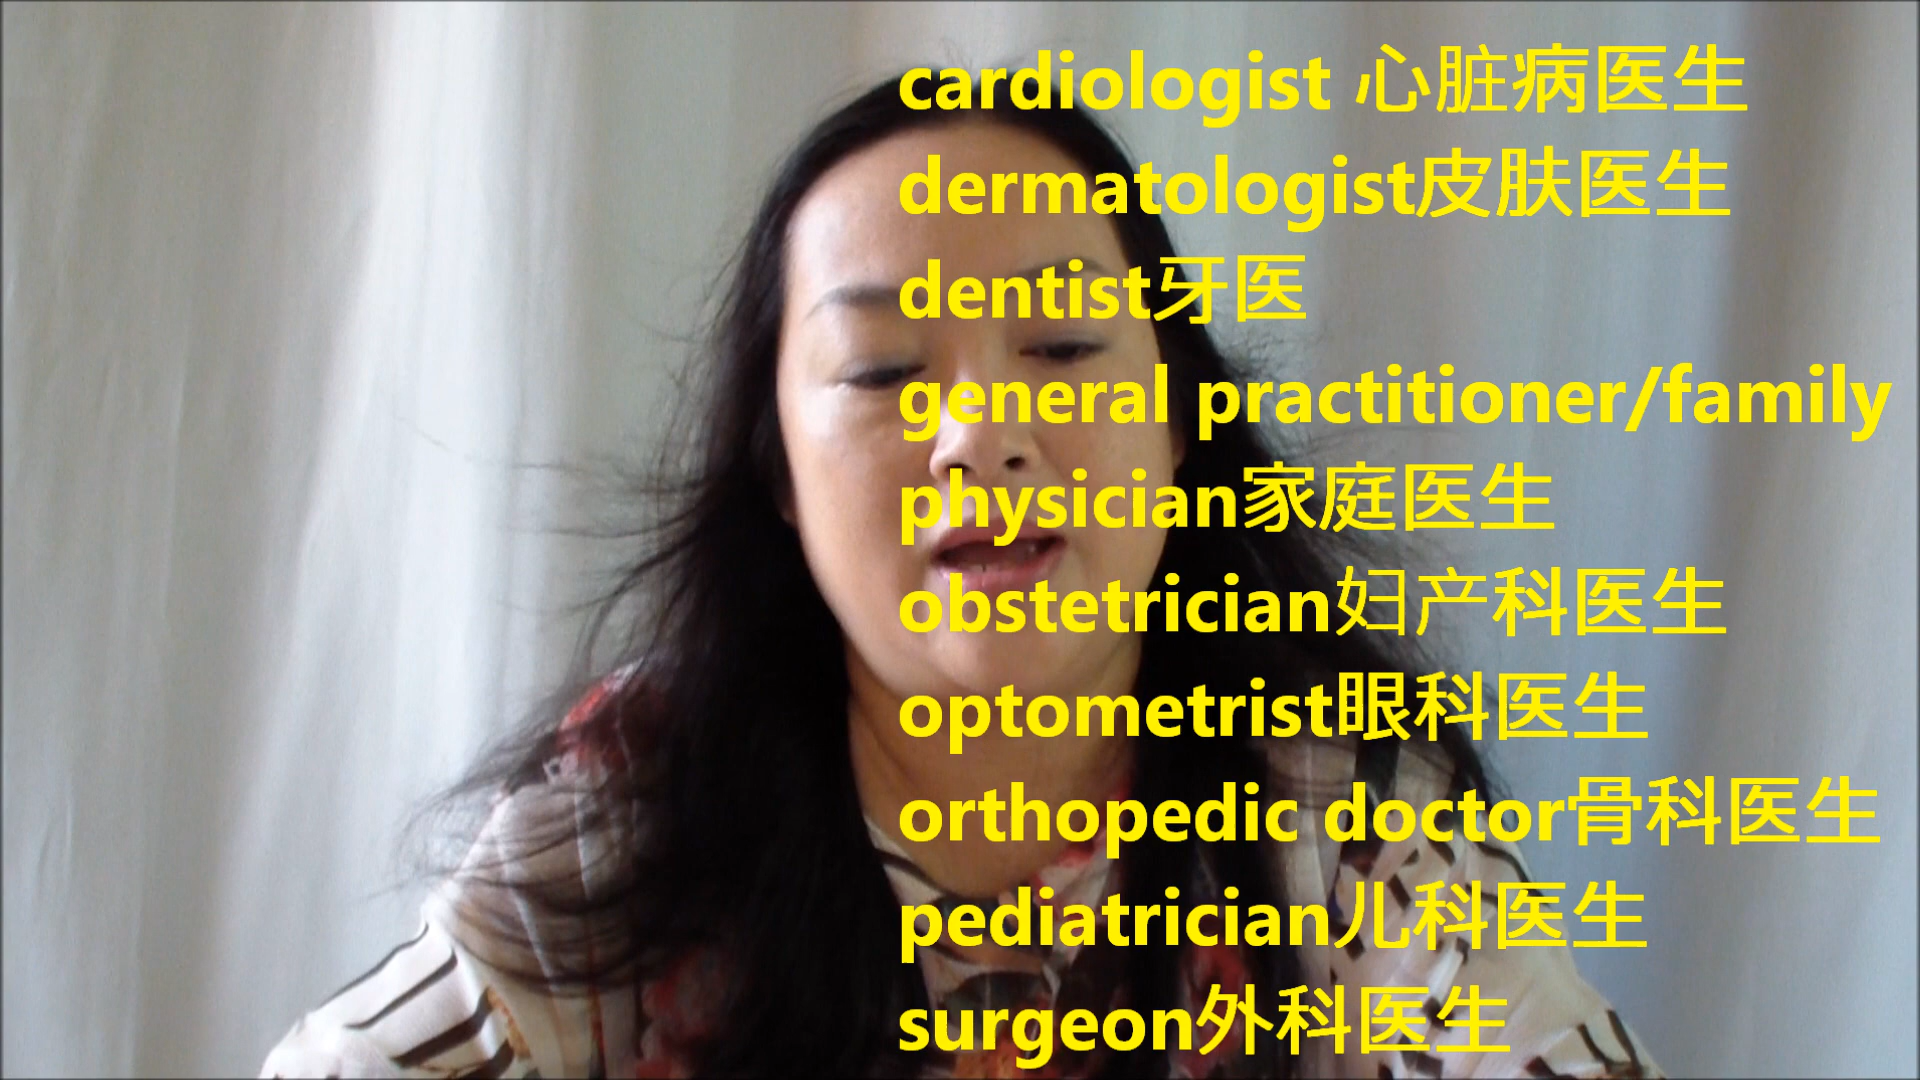 cardiologist 心脏病医生
dermatologist皮肤医生
dentist牙医
general practitioner/family
physician家庭医生
obstetrician妇产科医生
optometrist眼科医生
orthopedic doctor骨科医生
pediatrician儿科医生
surgeon外科医生